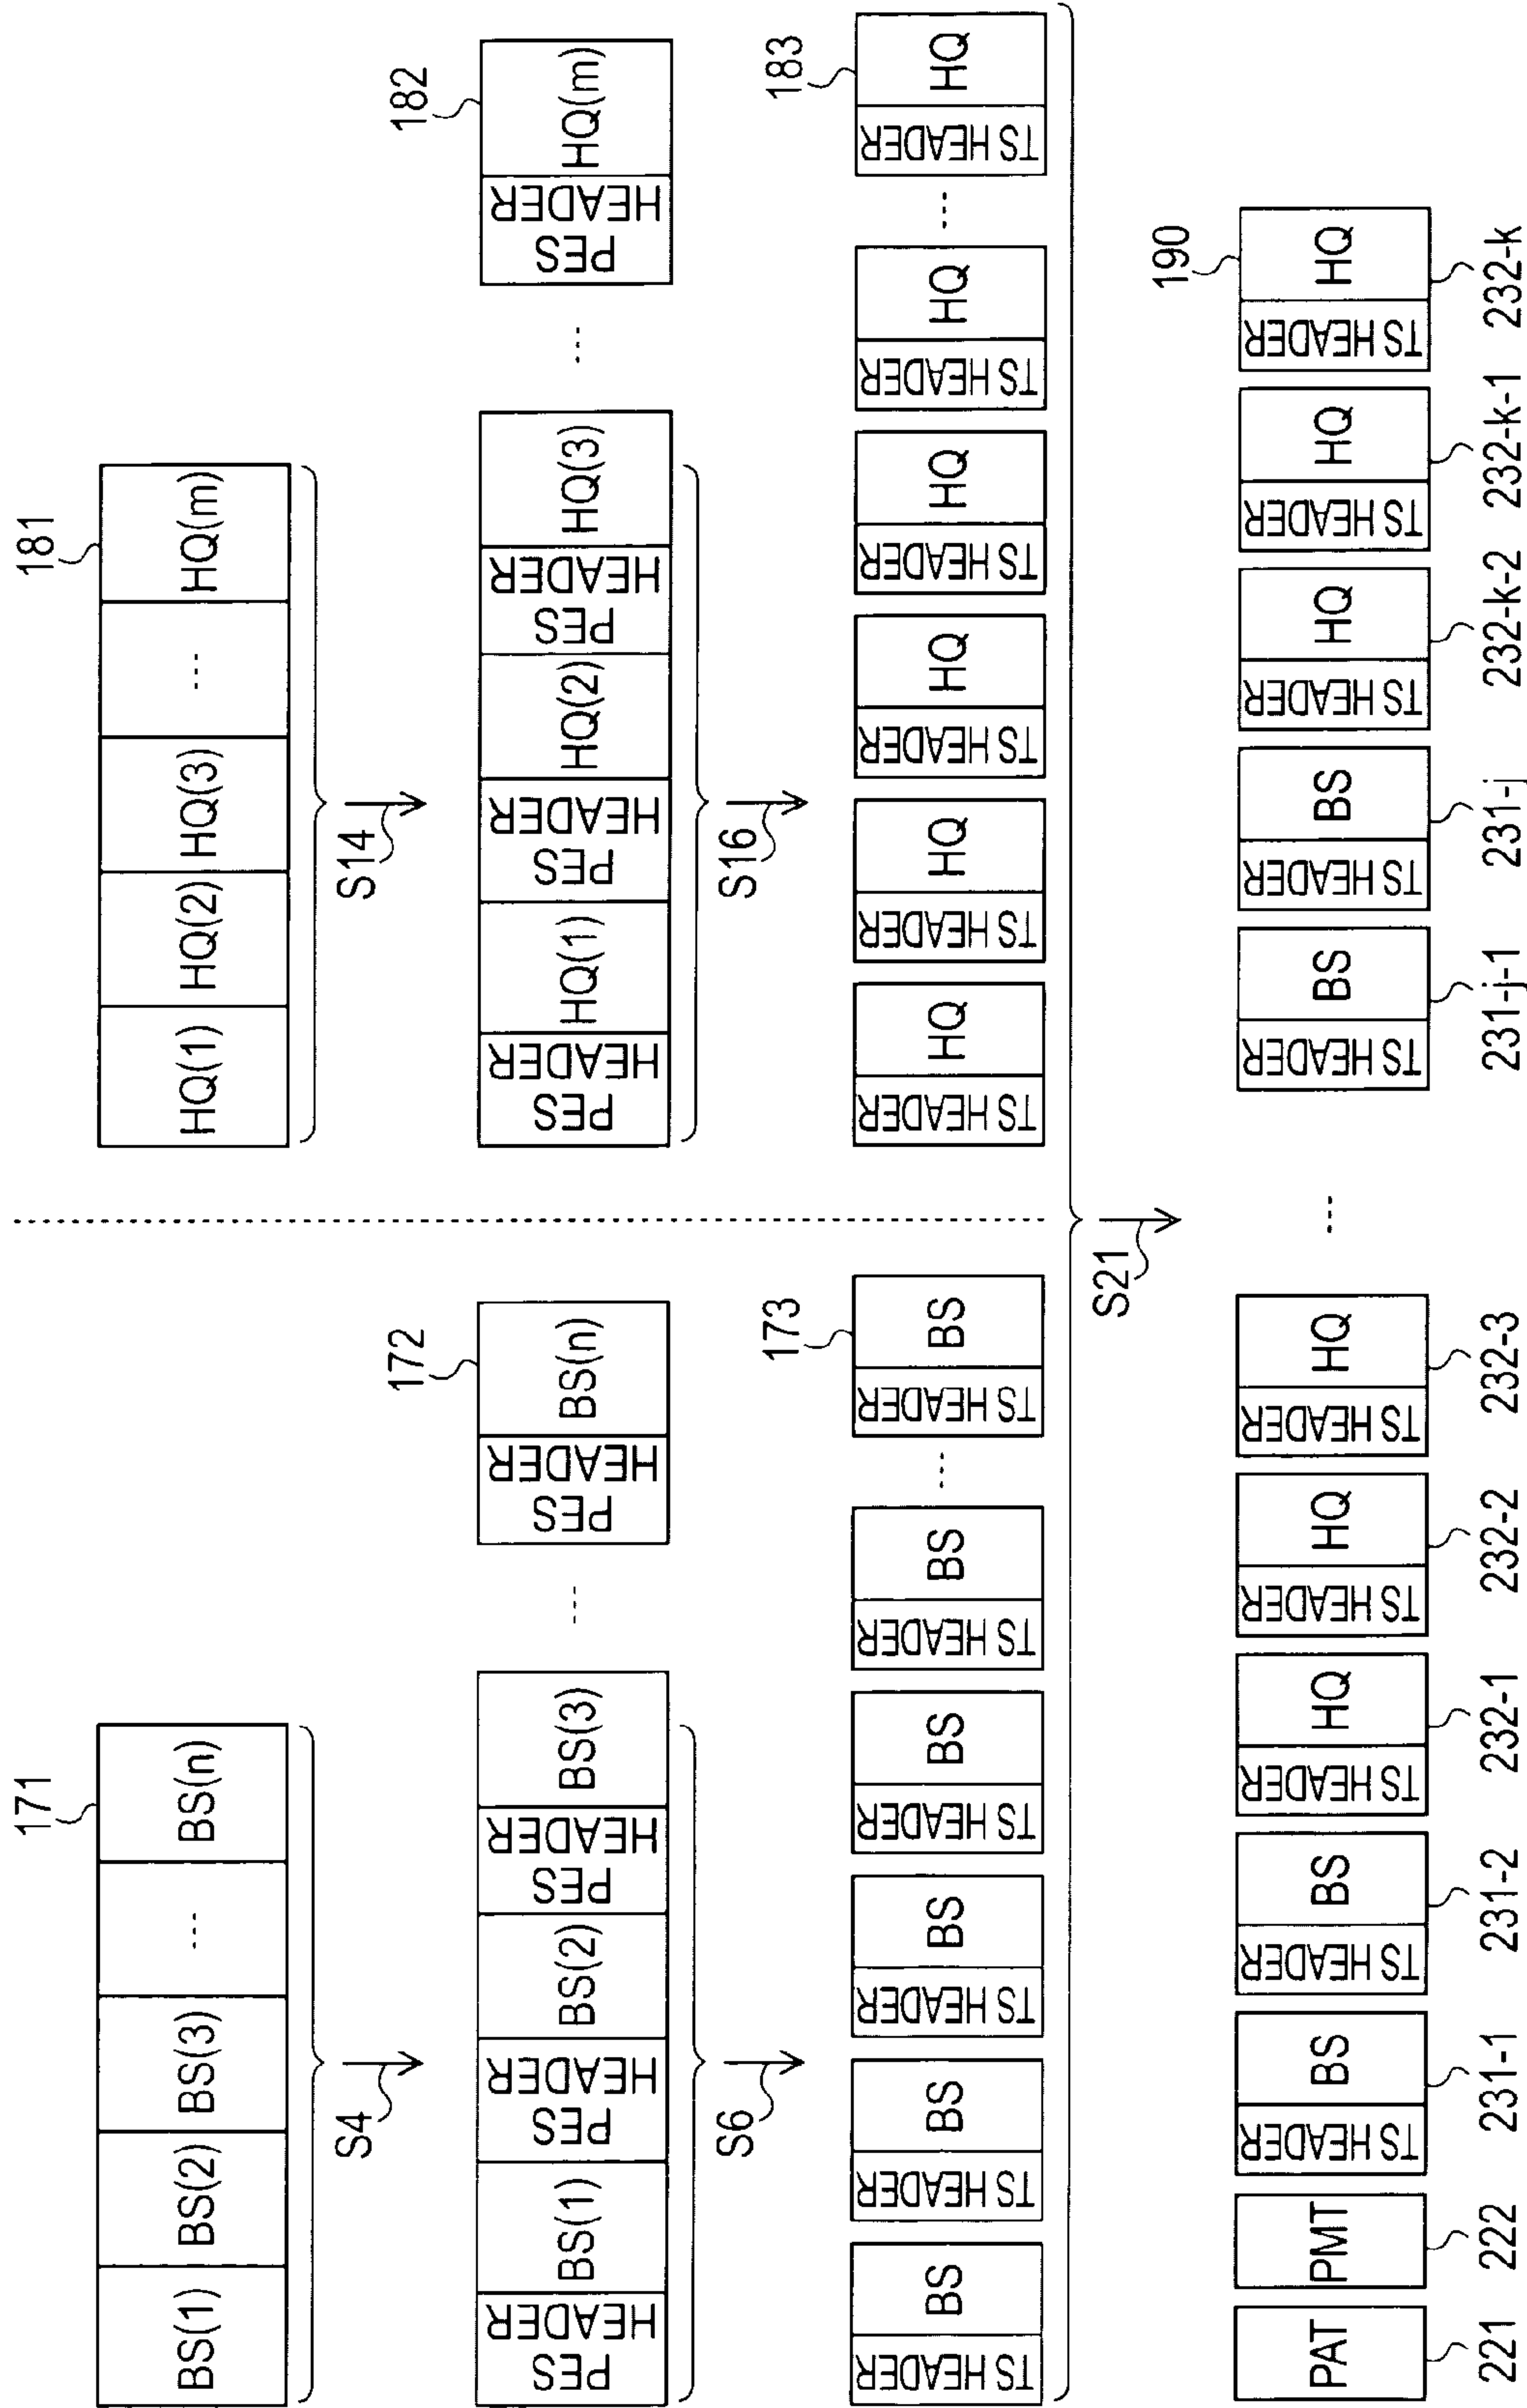 171
BS(1) BS(2) BS(3) ... BS(n)
S4
172
PES HEADER BS(1) PES HEADER BS(2) PES HEADER BS(3) ... PES HEADER BS(n)
S6
173
TS HEADER BS TS HEADER BS TS HEADER BS TS HEADER BS TS HEADER BS ... TS HEADER BS
181
HQ(1) HQ(2) HQ(3) ... HQ(m)
S14
182
PES HEADER HQ(1) PES HEADER HQ(2) PES HEADER HQ(3) ... PES HEADER HQ(m)
S16
183
TS HEADER HQ TS HEADER HQ TS HEADER HQ TS HEADER HQ TS HEADER HQ ... TS HEADER HQ
S21
190
PAT PMT TS HEADER BS TS HEADER BS TS HEADER HQ TS HEADER HQ TS HEADER HQ ... TS HEADER BS TS HEADER BS TS HEADER HQ TS HEADER HQ TS HEADER HQ
221 222 231-1 231-2 232-1 232-2 232-3 231-j-1 231-j 232-k-2 232-k-1 232-k